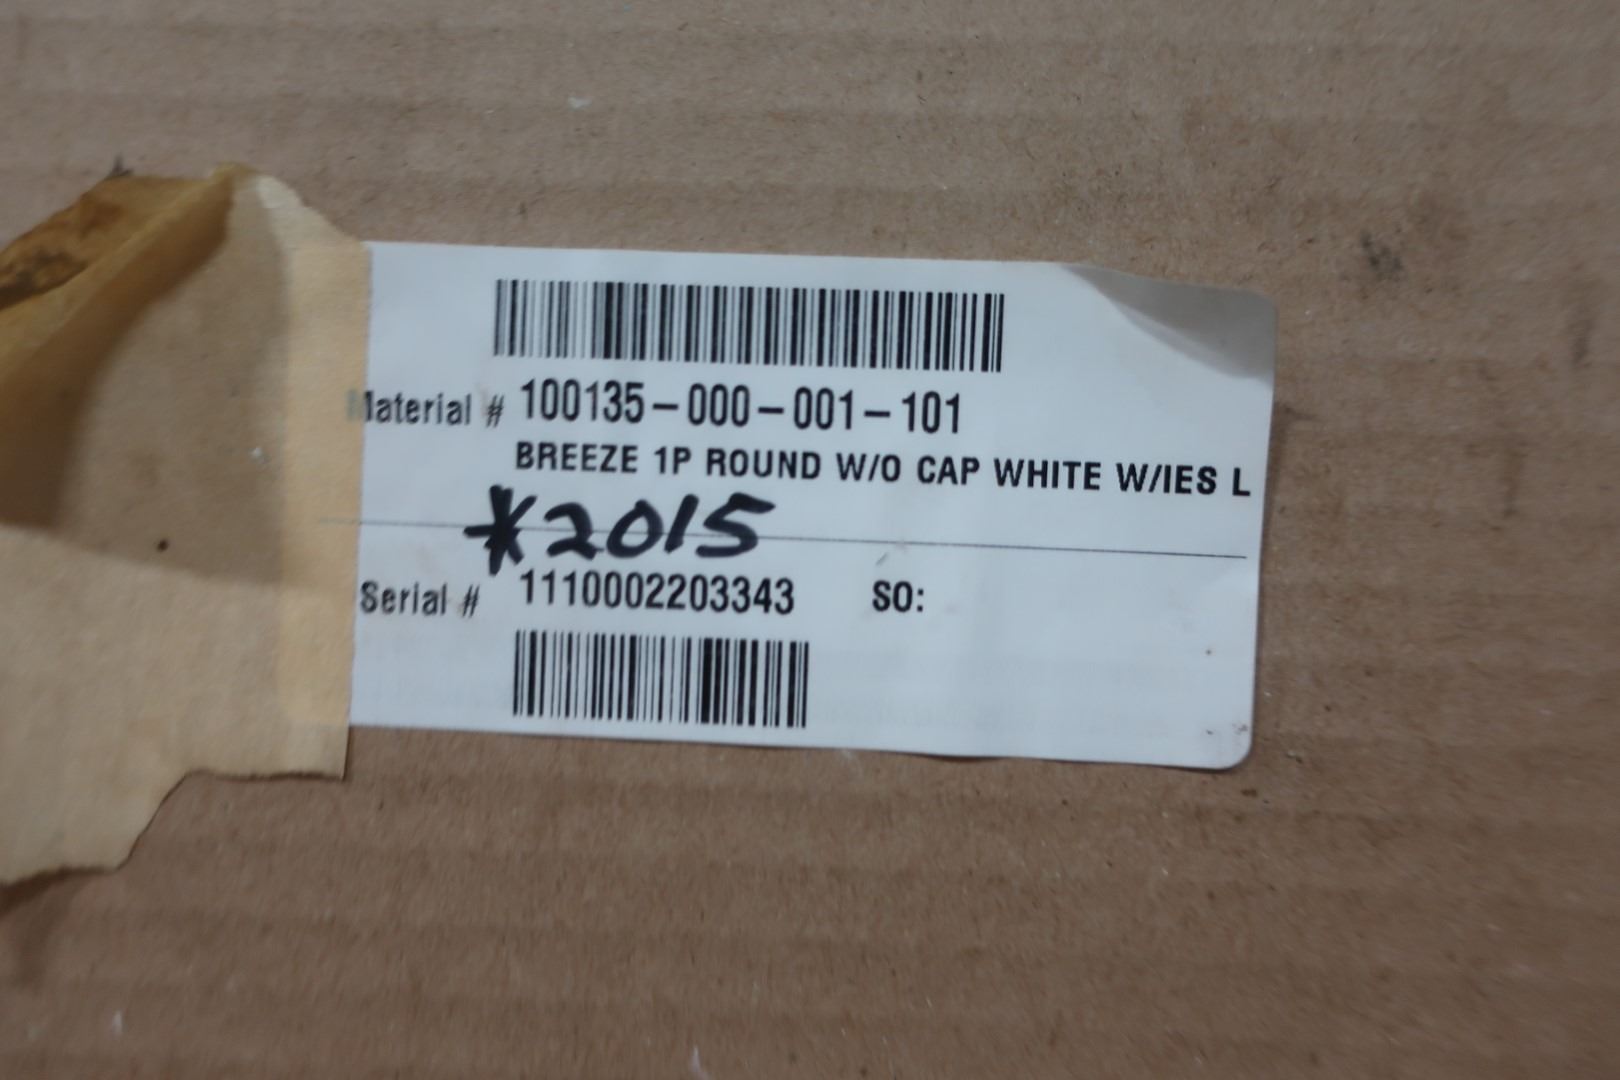 Material # 100135-000-001-101
BREEZE 1P ROUND W/O CAP WHITE W/IES L
*2015
Serial # 1110002203343 SO: